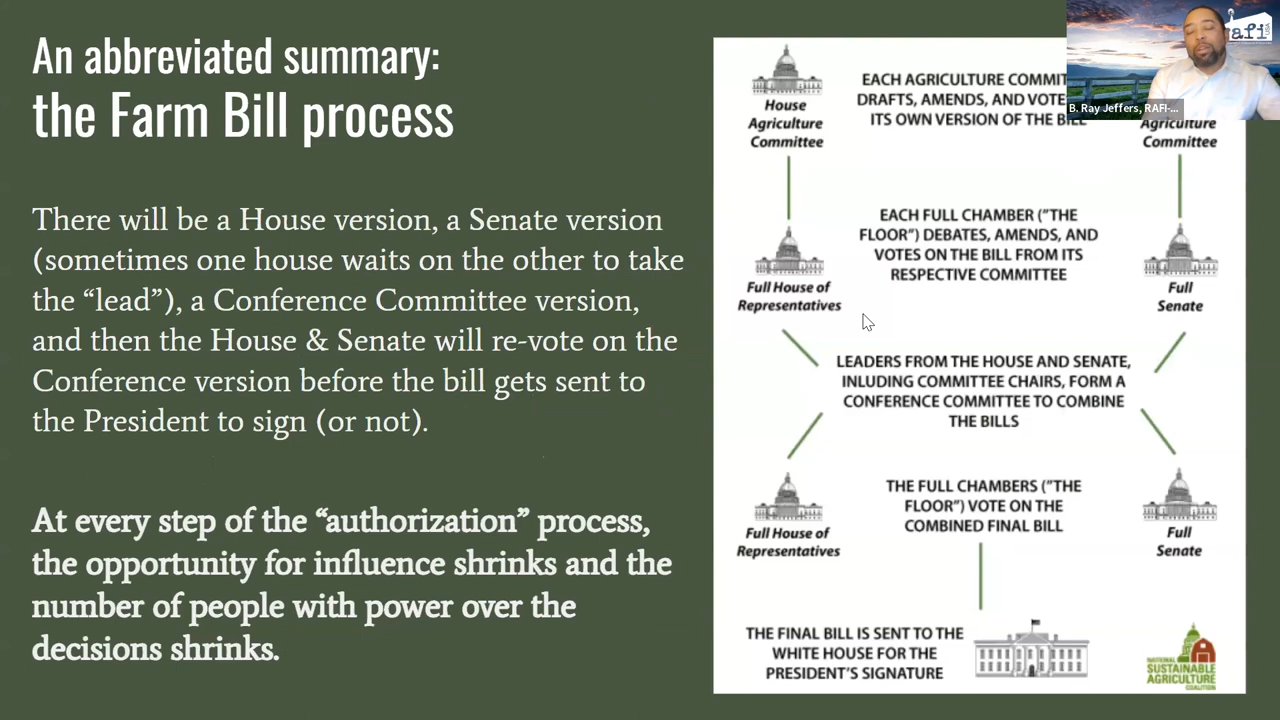 An abbreviated summary:
the Farm Bill process
There will be a House version, a Senate version
(sometimes one house waits on the other to take
the “lead”), a Conference Committee version,
and then the House & Senate will re-vote on the
Conference version before the bill gets sent to
the President to sign (or not).
At every step of the “authorization” process,
the opportunity for influence shrinks and the
number of people with power over the
decisions shrinks.
House
Agriculture
Committee
EACH AGRICULTURE COMMIT
DRAFTS, AMENDS, AND VOTE
ITS OWN VERSION OF THE BILL
Agriculture
Committee
Full House of
Representatives
EACH FULL CHAMBER ("THE
FLOOR") DEBATES, AMENDS, AND
VOTES ON THE BILL FROM ITS
RESPECTIVE COMMITTEE
Full
Senate
LEADERS FROM THE HOUSE AND SENATE,
INLUDING COMMITTEE CHAIRS, FORM A
CONFERENCE COMMITTEE TO COMBINE
THE BILLS
Full House of
Representatives
THE FULL CHAMBERS ("THE
FLOOR") VOTE ON THE
COMBINED FINAL BILL
Full
Senate
THE FINAL BILL IS SENT TO THE
WHITE HOUSE FOR THE
PRESIDENT'S SIGNATURE
NATIONAL
SUSTAINABLE
AGRICULTURE
COALITION
afi
USA
B. Ray Jeffers, RAFI-...